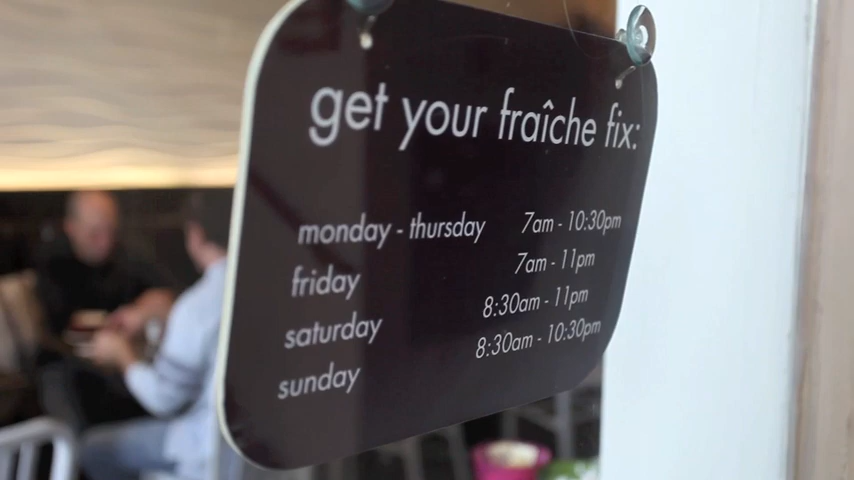 get your fraîche fix:
monday - thursday 7am - 10:30pm
friday 7am - 11pm
saturday 8:30am - 11pm
sunday 8:30am - 10:30pm